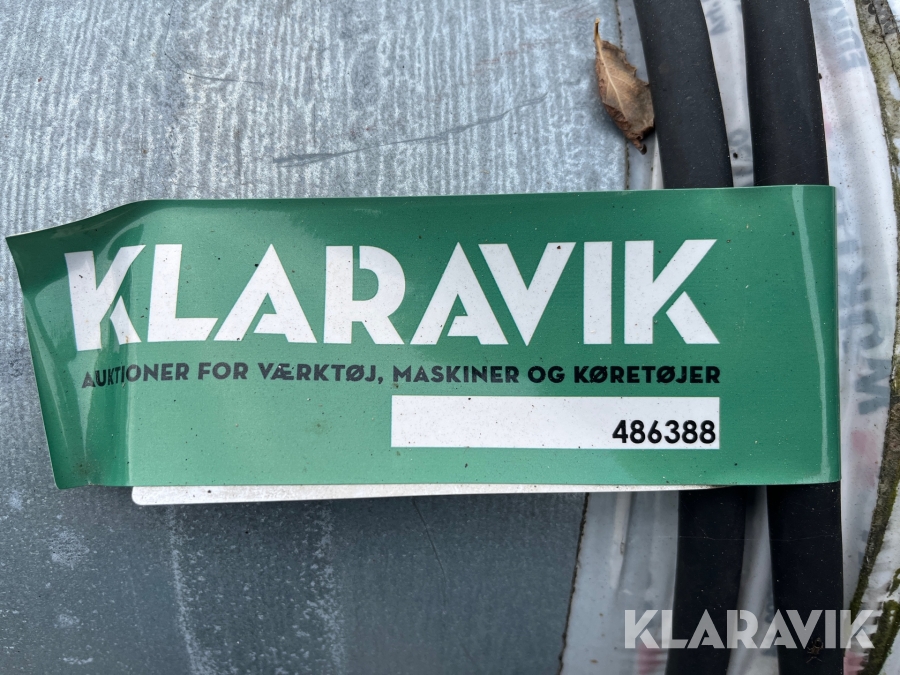 KLARAVIK
AUKTIONER FOR VÆRKTØJ, MASKINER OG KØRETØJER
486388
KLARAVIK